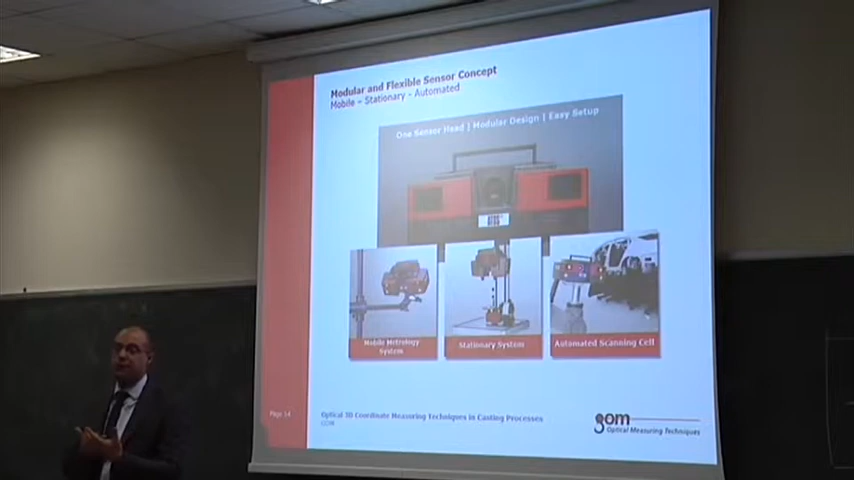 Modular and Flexible Sensor Concept
Mobile – Stationary - Automated
One Sensor Head | Modular Design | Easy Setup
Mobile Metrology
System
Stationary System
Automated Scanning Cell
Page 14
Optical 3D Coordinate Measuring Techniques in Casting Processes
gom
Optical Measuring Techniques